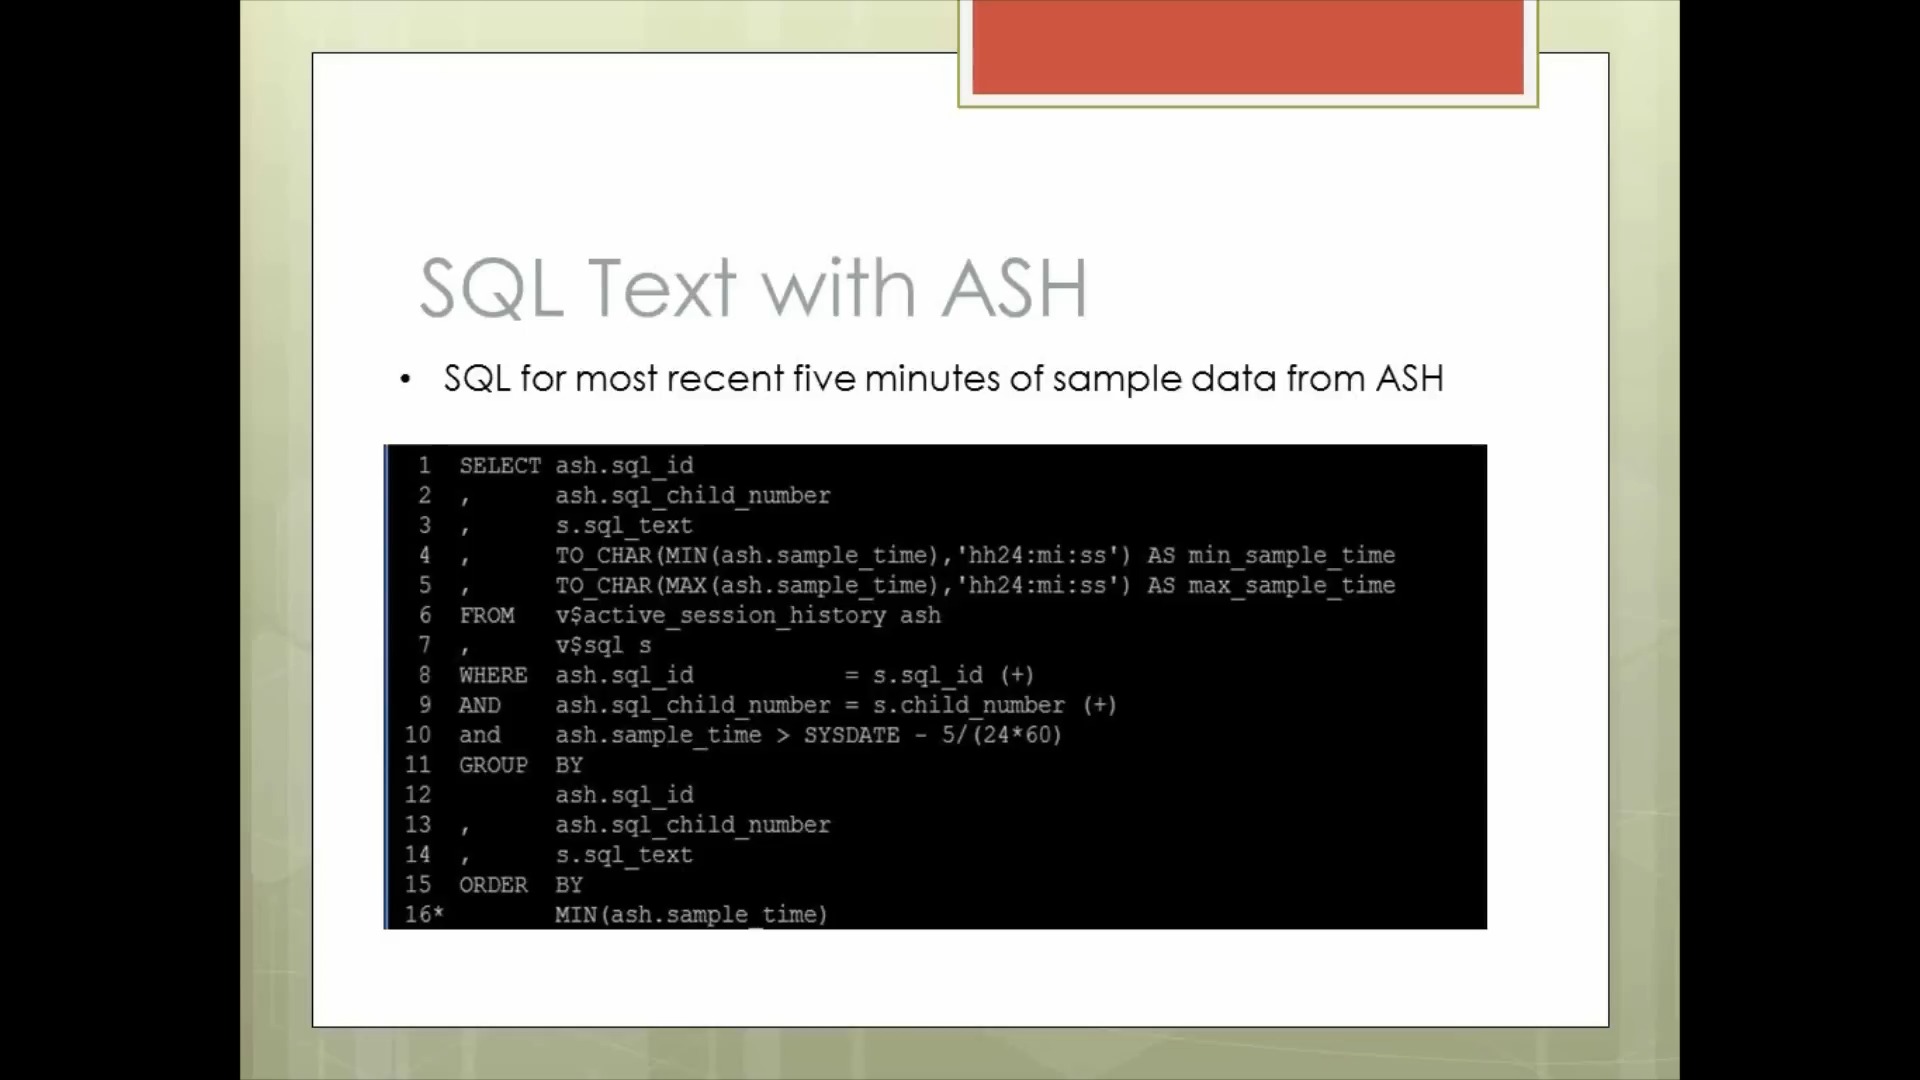 SQL Text with ASH
• SQL for most recent five minutes of sample data from ASH
1 SELECT ash.sql_id
2 , ash.sql_child_number
3 , s.sql_text
4 , TO_CHAR(MIN(ash.sample_time),'hh24:mi:ss') AS min_sample_time
5 , TO_CHAR(MAX(ash.sample_time),'hh24:mi:ss') AS max_sample_time
6 FROM v$active_session_history ash
7 , v$sql s
8 WHERE ash.sql_id = s.sql_id (+)
9 AND ash.sql_child_number = s.child_number (+)
10 and ash.sample_time > SYSDATE - 5/(24*60)
11 GROUP BY
12 ash.sql_id
13 , ash.sql_child_number
14 , s.sql_text
15 ORDER BY
16* MIN(ash.sample_time)